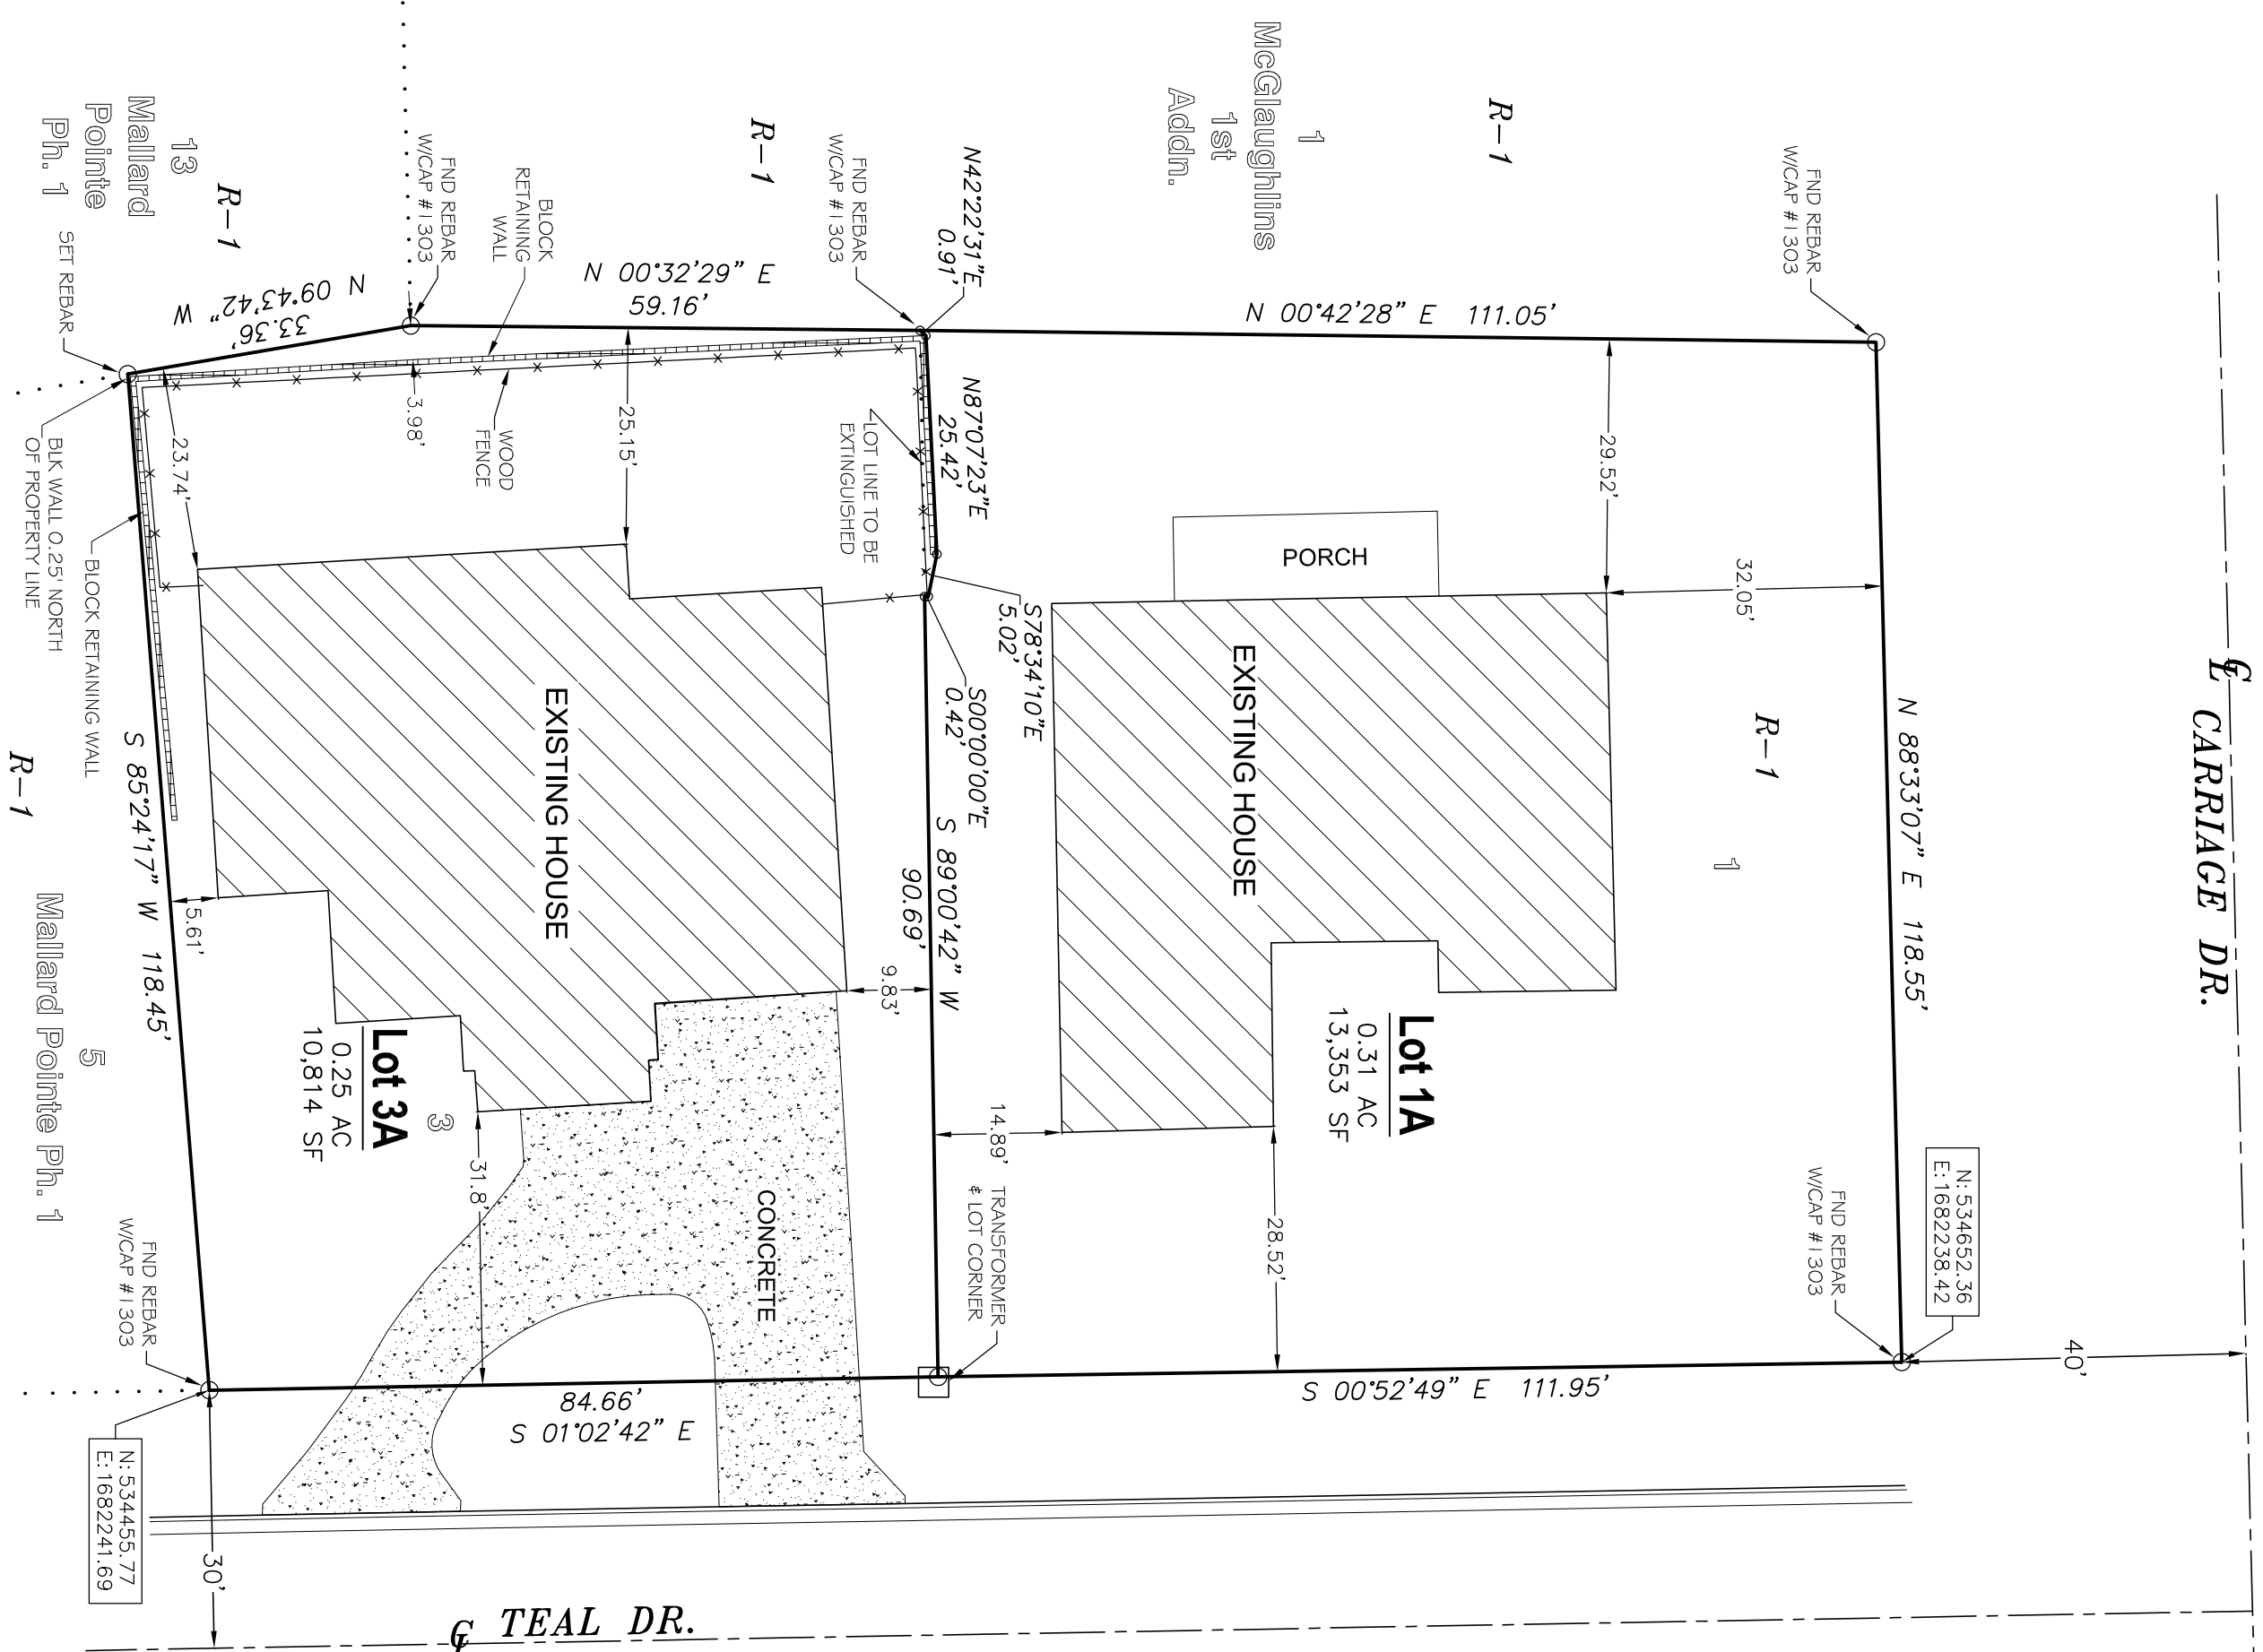 ℄ CARRIAGE DR.
40'
N 88°33'07" E 118.55'
N:534652.36
E:1682238.42
FND REBAR
W/CAP #1303
FND REBAR
W/CAP #1303
R-1
R-1
1
32.05'
29.52'
N 00°42'28" E 111.05'
PORCH
EXISTING HOUSE
Lot 1A
0.31 AC
13,353 SF
28.52'
S 00°52'49" E 111.95'
1
McGlaughlins
1st
Addn.
14.89'
TRANSFORMER
& LOT CORNER
N42°22'31"E
0.91'
N87°07'23"E
25.42'
S78°34'10"E
5.02'
S00°00'00"E
0.42'
S 89°00'42" W
90.69'
9.83'
FND REBAR
W/CAP #1303
LOT LINE TO BE
EXTINGUISHED
R-1
N 00°32'29" E
59.16'
25.15'
BLOCK
RETAINING
WALL
WOOD
FENCE
3.98'
EXISTING HOUSE
CONCRETE
FND REBAR
W/CAP #1303
3
Lot 3A
0.25 AC
10,814 SF
31.8'
84.66'
S 01°02'42" E
N 09°43'42" W
33.36'
R-1
13
Mallard
Pointe
Ph. 1
SET REBAR
23.74'
5.61'
BLOCK RETAINING WALL
BLK WALL 0.25' NORTH
OF PROPERTY LINE
S 85°24'17" W 118.45'
R-1
5
Mallard Pointe Ph. 1
FND REBAR
W/CAP #1303
N:534455.77
E:1682241.69
30'
℄ TEAL DR.